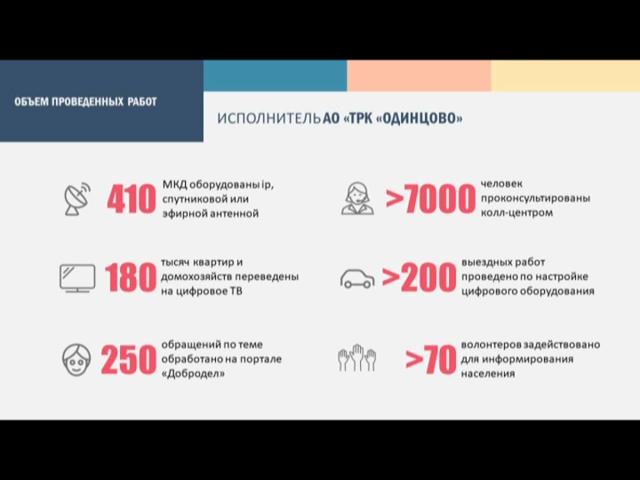 ОБЪЕМ ПРОВЕДЕННЫХ РАБОТ
ИСПОЛНИТЕЛЬ АО «ТРК «ОДИНЦОВО»
410
МКД оборудованы ip,
спутниковой или
эфирной антенной
>7000
человек
проконсультированы
колл-центром
180
тысяч квартир и
домохозяйств переведены
на цифровое ТВ
>200
выездных работ
проведено по настройке
цифрового оборудования
250
обращений по теме
обработано на портале
«Добродел»
>70
волонтеров задействовано
для информирования
населения